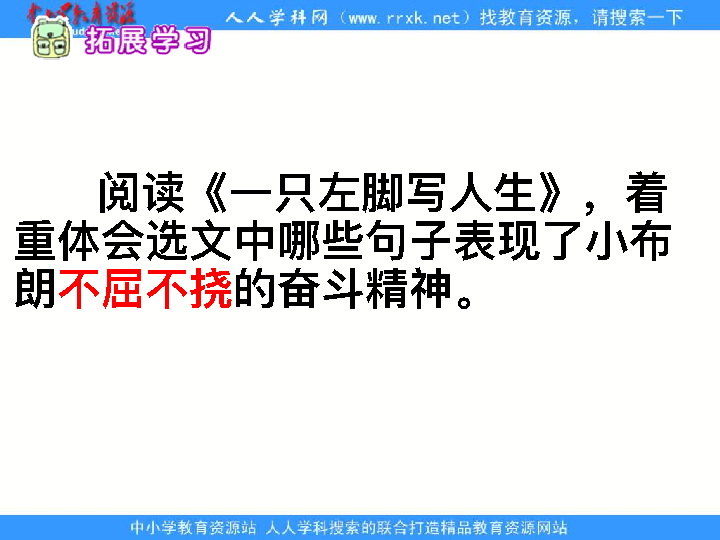 人人学科网（www.rrxk.net）找教育资源，请搜索一下
拓展学习
阅读《一只左脚写人生》，着
重体会选文中哪些句子表现了小布
朗不屈不挠的奋斗精神。
中小学教育资源站 人人学科搜索的联合打造精品教育资源网站